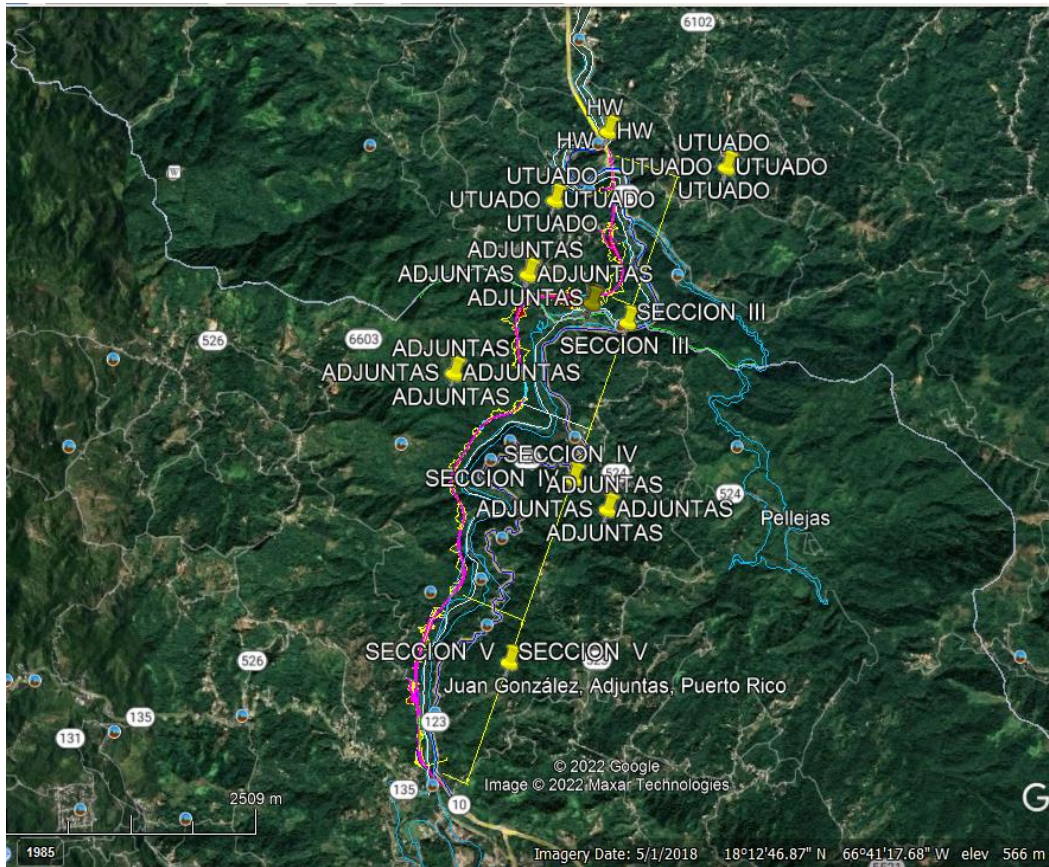 6102
HW
HW
HW
UTUADO
UTUADO UTUADO
UTUADO
UTUADO
UTUADO UTUADO
UTUADO
W
ADJUNTAS
ADJUNTAS ADJUNTAS
ADJUNTAS
SECCION III
SECCION III
526
6603
ADJUNTAS
ADJUNTAS ADJUNTAS
ADJUNTAS
SECCION IV
SECCION IV
524
ADJUNTAS
ADJUNTAS ADJUNTAS
ADJUNTAS
524
Pellejas
SECCION V SECCION V
526
Juan González, Adjuntas, Puerto Rico
135
123
131
© 2022 Google
Image © 2022 Maxar Technologies
135
10
2509 m
G
1985
Imagery Date: 5/1/2018 18°12'46.87" N 66°41'17.68" W elev 566 m